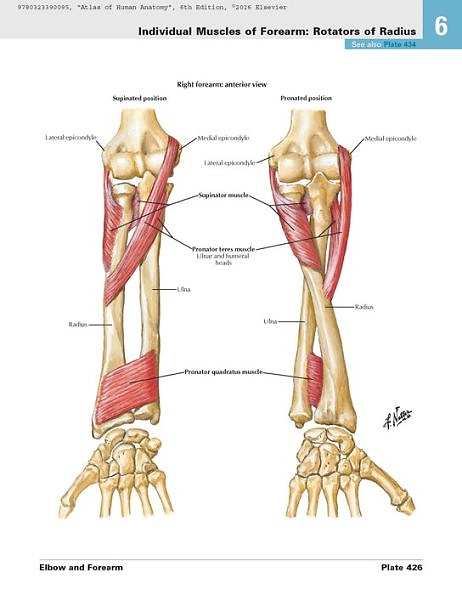 9780323390095, "Atlas of Human Anatomy", 6th Edition, ©2016 Elsevier
Individual Muscles of Forearm: Rotators of Radius
6
See also Plate 434
Right forearm: anterior view
Supinated position
Pronated position
Lateral epicondyle
Medial epicondyle
Medial epicondyle
Lateral epicondyle
Supinator muscle
Pronator teres muscle
Ulnar and humeral
heads
Ulna
Radius
Ulna
Radius
Pronator quadratus muscle
F. Netter
Elbow and Forearm
Plate 426